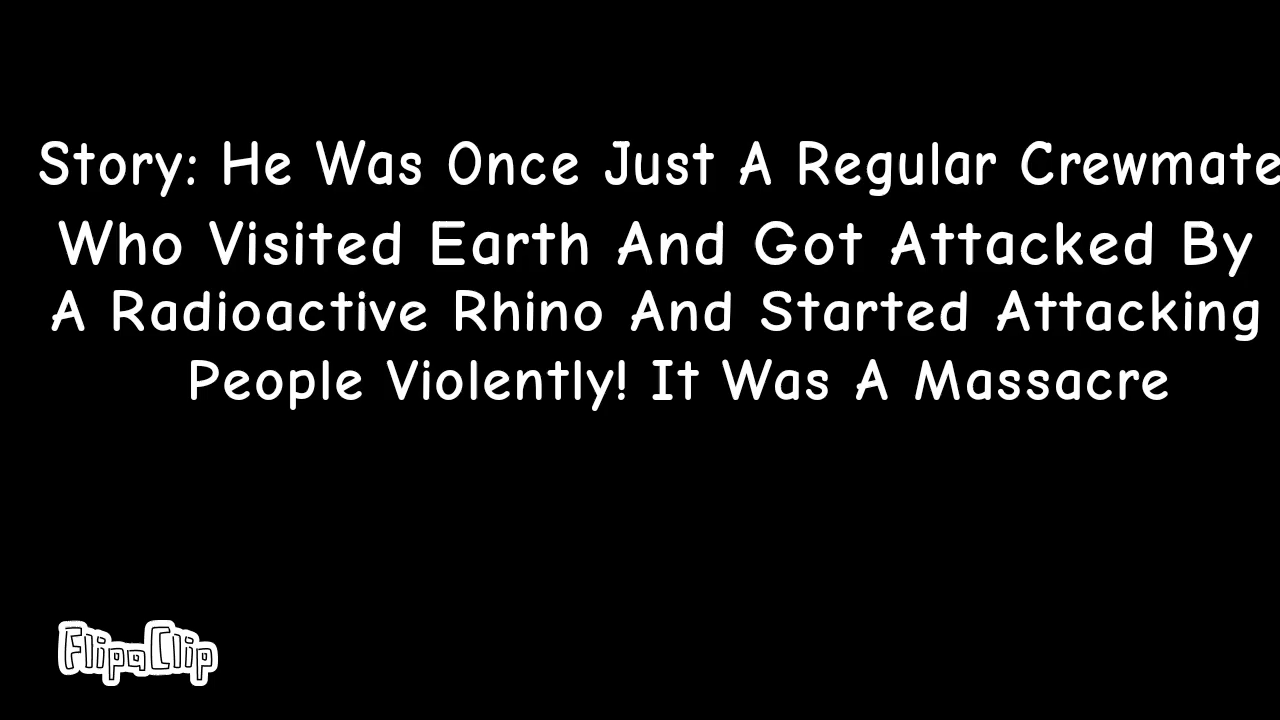 Story: He Was Once Just A Regular Crewmate
Who Visited Earth And Got Attacked By
A Radioactive Rhino And Started Attacking
People Violently! It Was A Massacre
FlipaClip